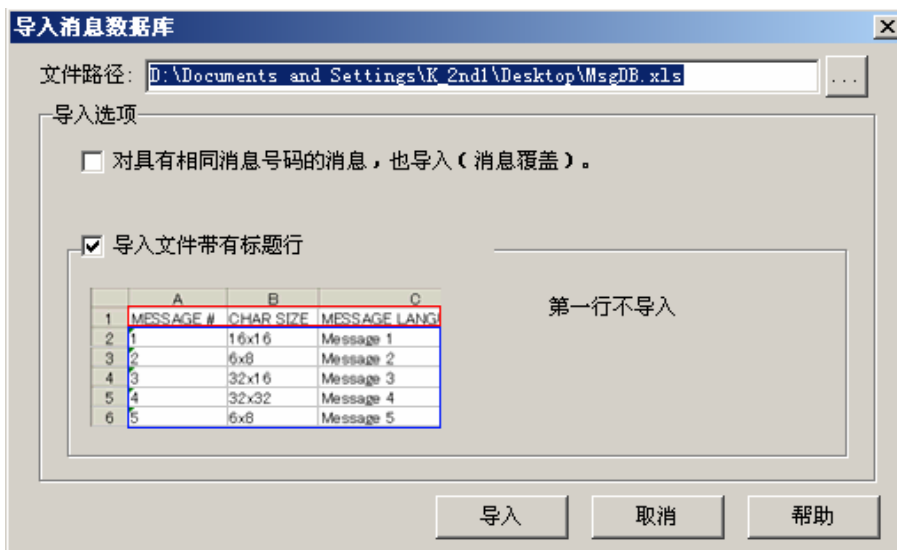 导入消息数据库
文件路径: D:\Documents and Settings\K_2nd1\Desktop\MsgDB.xls ...
导入选项
对具有相同消息号码的消息，也导入（消息覆盖）。
导入文件带有标题行
A B C
1 MESSAGE # CHAR SIZE MESSAGE LANG
2 1 16x16 Message 1
3 2 6x8 Message 2
4 3 32x16 Message 3
5 4 32x32 Message 4
6 5 6x8 Message 5
第一行不导入
导入 取消 帮助